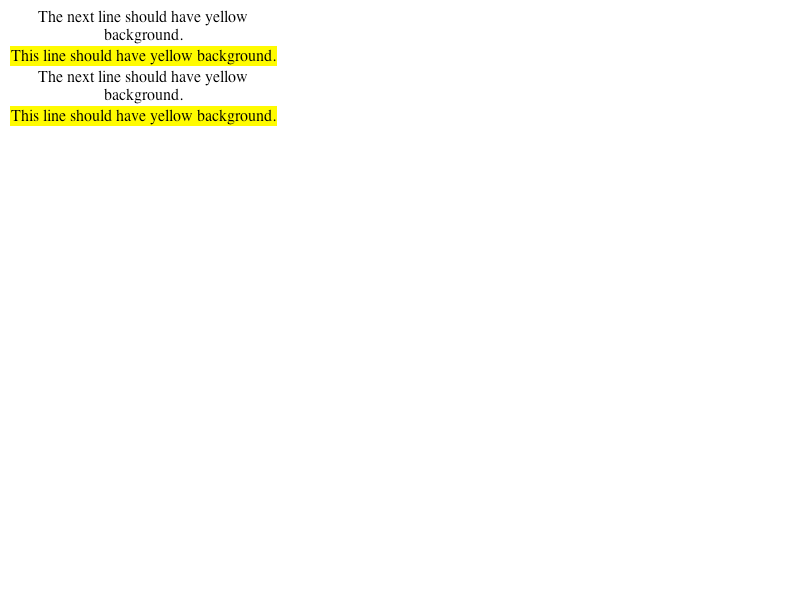 The next line should have yellow
background.
This line should have yellow background.
The next line should have yellow
background.
This line should have yellow background.